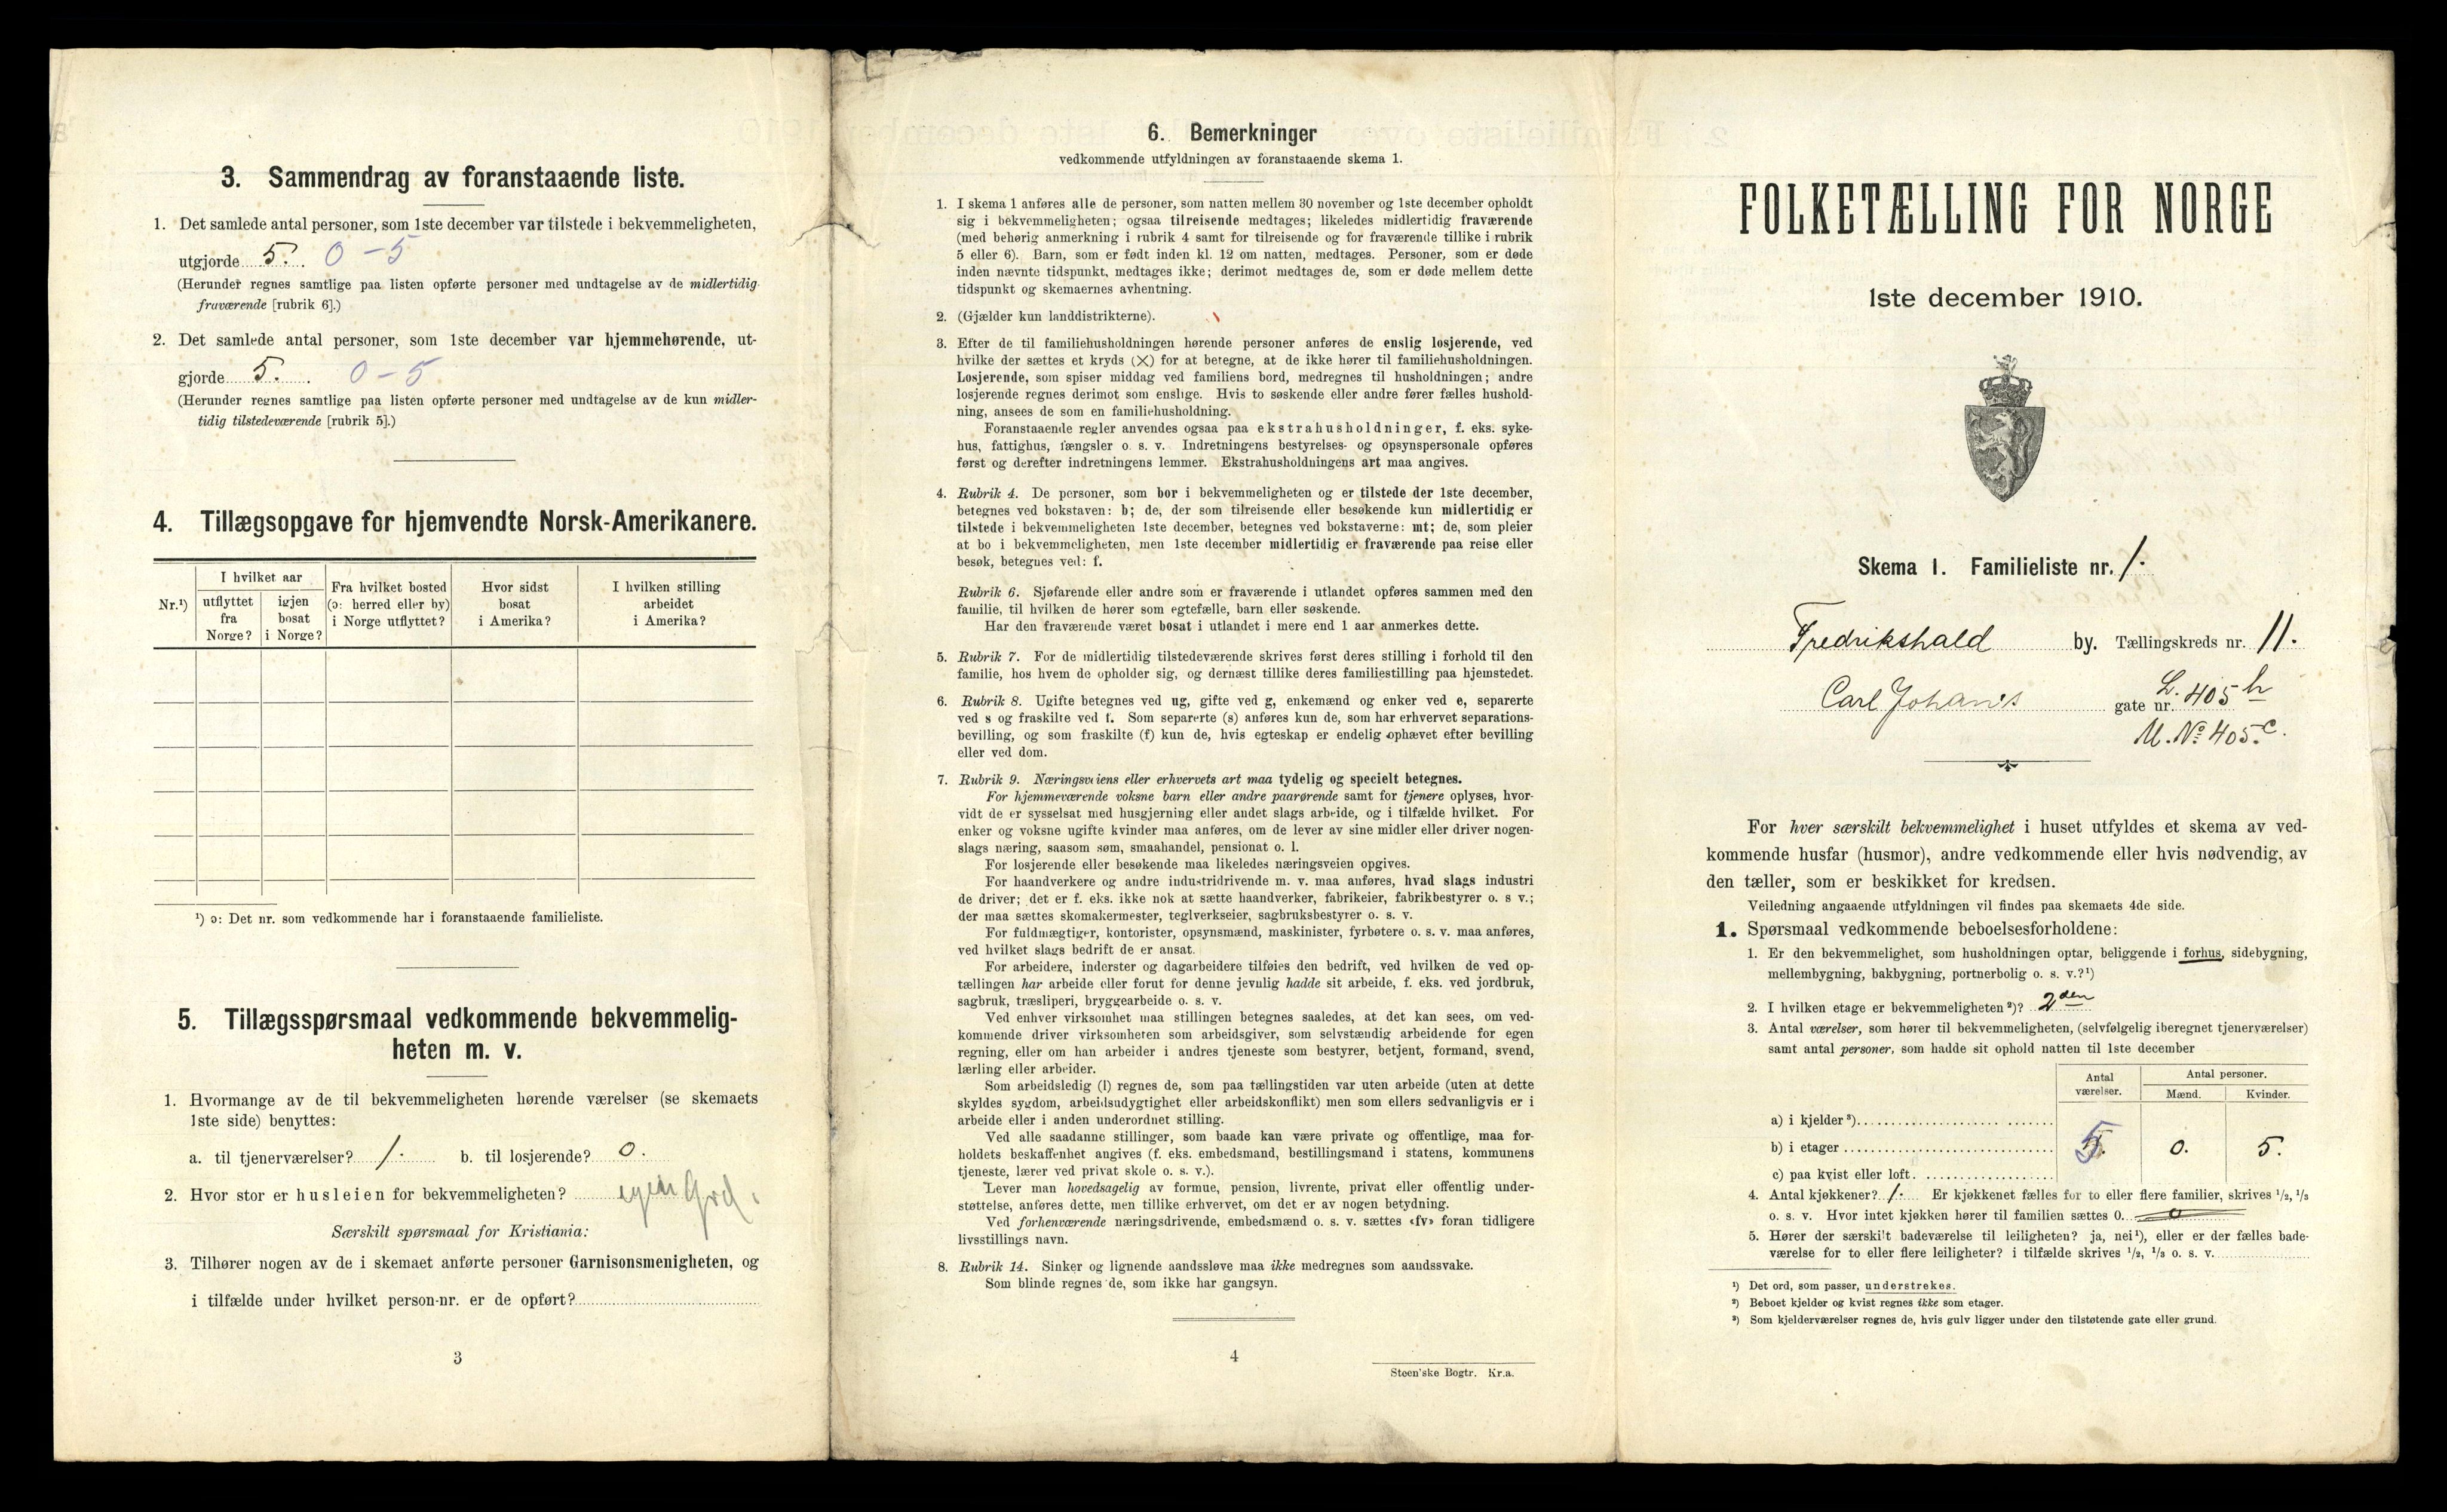 3. Sammendrag av foranstaaende liste.
1. Det samlede antal personer, som 1ste december var tilstede i bekvemmeligheten,
utgjorde 5. 0 – 5
(Herunder regnes samtlige paa listen opførte personer med undtagelse av de midlertidig
fraværende [rubrik 6].)
2. Det samlede antal personer, som 1ste december var hjemmehørende, ut-
gjorde 5. 0 – 5
(Herunder regnes samtlige paa listen opførte personer med undtagelse av de kun midler-
tidig tilstedeværende [rubrik 5].)
4. Tillægsopgave for hjemvendte Norsk-Amerikanere.
Nr.¹)
I hvilket aar
utflyttet
fra
Norge?
igjen
bosat
i Norge?
Fra hvilket bosted
(ɔ: herred eller by)
i Norge utflyttet?
Hvor sidst
bosat
i Amerika?
I hvilken stilling
arbeidet
i Amerika?
¹) ɔ: Det nr. som vedkommende har i foranstaaende familieliste.
5. Tillægsspørsmaal vedkommende bekvemmelig-
heten m. v.
1. Hvormange av de til bekvemmeligheten hørende værelser (se skemaets
1ste side) benyttes:
a. til tjenerværelser? 1. b. til losjerende? 0.
2. Hvor stor er husleien for bekvemmeligheten? egen Grd.
Særskilt spørsmaal for Kristiania:
3. Tilhører nogen av de i skemaet anførte personer Garnisonsmenigheten, og
i tilfælde under hvilket person-nr. er de opført?
3
6. Bemerkninger
vedkommende utfyldningen av foranstaaende skema 1.
1. I skema 1 anføres alle de personer, som natten mellem 30 november og 1ste december opholdt
sig i bekvemmeligheten; ogsaa tilreisende medtages; likeledes midlertidig fraværende
(med behørig anmerkning i rubrik 4 samt for tilreisende og for fraværende tillike i rubrik
5 eller 6). Barn, som er født inden kl. 12 om natten, medtages. Personer, som er døde
inden nævnte tidspunkt, medtages ikke; derimot medtages de, som er døde mellem dette
tidspunkt og skemaernes avhentning.
2. (Gjælder kun landdistrikterne).
3. Efter de til familiehusholdningen hørende personer anføres de enslig losjerende, ved
hvilke der sættes et kryds (×) for at betegne, at de ikke hører til familiehusholdningen.
Losjerende, som spiser middag ved familiens bord, medregnes til husholdningen; andre
losjerende regnes derimot som enslige. Hvis to søskende eller andre fører fælles hushold-
ning, ansees de som en familiehusholdning.
Foranstaaende regler anvendes ogsaa paa ekstrahusholdninger, f. eks. syke-
hus, fattighus, fængsler o. s. v. Indretningens bestyrelses- og opsynspersonale opføres
først og derefter indretningens lemmer. Ekstrahusholdningens art maa angives.
4. Rubrik 4. De personer, som bor i bekvemmeligheten og er tilstede der 1ste december,
betegnes ved bokstaven: b; de, der som tilreisende eller besøkende kun midlertidig er
tilstede i bekvemmeligheten 1ste december, betegnes ved bokstaverne: mt; de, som pleier
at bo i bekvemmeligheten, men 1ste december midlertidig er fraværende paa reise eller
besøk, betegnes ved: f.
Rubrik 6. Sjøfarende eller andre som er fraværende i utlandet opføres sammen med den
familie, til hvilken de hører som egtefælle, barn eller søskende.
Har den fraværende været bosat i utlandet i mere end 1 aar anmerkes dette.
5. Rubrik 7. For de midlertidig tilstedeværende skrives først deres stilling i forhold til den
familie, hos hvem de opholder sig, og dernæst tillike deres familiestilling paa hjemstedet.
6. Rubrik 8. Ugifte betegnes ved ug, gifte ved g, enkemænd og enker ved e, separerte
ved s og fraskilte ved f. Som separerte (s) anføres kun de, som har erhvervet separations-
bevilling, og som fraskilte (f) kun de, hvis egteskap er endelig ophævet efter bevilling
eller ved dom.
7. Rubrik 9. Næringsveiens eller erhvervets art maa tydelig og specielt betegnes.
For hjemmeværende voksne barn eller andre paarørende samt for tjenere oplyses, hvor-
vidt de er sysselsat med husgjerning eller andet slags arbeide, og i tilfælde hvilket. For
enker og voksne ugifte kvinder maa anføres, om de lever av sine midler eller driver nogen-
slags næring, saasom søm, smaahandel, pensionat o. l.
For losjerende eller besøkende maa likeledes næringsveien opgives.
For haandverkere og andre industridrivende m. v. maa anføres, hvad slags industri
de driver; det er f. eks. ikke nok at sætte haandverker, fabrikeier, fabrikbestyrer o. s v.;
der maa sættes skomakermester, teglverkseier, sagbruksbestyrer o. s. v.
For fuldmægtiger, kontorister, opsynsmænd, maskinister, fyrbøtere o. s. v. maa anføres,
ved hvilket slags bedrift de er ansat.
For arbeidere, inderster og dagarbeidere tilføies den bedrift, ved hvilken de ved op-
tællingen har arbeide eller forut for denne jevnlig hadde sit arbeide, f. eks. ved jordbruk,
sagbruk, træsliperi, bryggearbeide o. s. v.
Ved enhver virksomhet maa stillingen betegnes saaledes, at det kan sees, om ved-
kommende driver virksomheten som arbeidsgiver, som selvstændig arbeidende for egen
regning, eller om han arbeider i andres tjeneste som bestyrer, betjent, formand, svend,
lærling eller arbeider.
Som arbeidsledig (l) regnes de, som paa tællingstiden var uten arbeide (uten at dette
skyldes sygdom, arbeidsudygtighet eller arbeidskonflikt) men som ellers sedvanligvis er i
arbeide eller i anden underordnet stilling.
Ved alle saadanne stillinger, som baade kan være private og offentlige, maa for-
holdets beskaffenhet angives (f. eks. embedsmand, bestillingsmand i statens, kommunens
tjeneste, lærer ved privat skole o. s. v.).
Lever man hovedsagelig av formue, pension, livrente, privat eller offentlig under-
støttelse, anføres dette, men tillike erhvervet, om det er av nogen betydning.
Ved forhenværende næringsdrivende, embedsmænd o. s. v. sættes «fv» foran tidligere
livsstillings navn.
8. Rubrik 14. Sinker og lignende aandssløve maa ikke medregnes som aandssvake.
Som blinde regnes de, som ikke har gangsyn.
4
Steen'ske Bogtr. Kr.a.
FOLKETÆLLING FOR NORGE
1ste december 1910.
Skema 1. Familieliste nr. 1.
Fredrikshald by. Tællingskreds nr. 11.
Carl Johans gate nr. L. 405 b
M. No 405 c.
For hver særskilt bekvemmelighet i huset utfyldes et skema av ved-
kommende husfar (husmor), andre vedkommende eller hvis nødvendig, av
den tæller, som er beskikket for kredsen.
Veiledning angaaende utfyldningen vil findes paa skemaets 4de side.
1. Spørsmaal vedkommende beboelsesforholdene:
1. Er den bekvemmelighet, som husholdningen optar, beliggende i forhus, sidebygning,
mellembygning, bakbygning, portnerbolig o. s. v.?¹)
2. I hvilken etage er bekvemmeligheten²)? 2den
3. Antal værelser, som hører til bekvemmeligheten, (selvfølgelig iberegnet tjenerværelser)
samt antal personer, som hadde sit ophold natten til 1ste december
Antal
værelser.
Antal personer.
Mænd. Kvinder.
a) i kjelder³)
b) i etager 5 0. 5.
c) paa kvist eller loft.
4. Antal kjøkkener? 1. Er kjøkkenet fælles for to eller flere familier, skrives ¹/₂, ¹/₃
o. s. v. Hvor intet kjøkken hører til familien sættes 0. 0
5. Hører der særskilt badeværelse til leiligheten? ja, nei¹), eller er der fælles bade-
værelse for to eller flere leiligheter? i tilfælde skrives ¹/₂, ¹/₃ o. s. v.
¹) Det ord, som passer, understrekes.
²) Beboet kjelder og kvist regnes ikke som etager.
³) Som kjelderværelser regnes de, hvis gulv ligger under den tilstøtende gate eller grund.